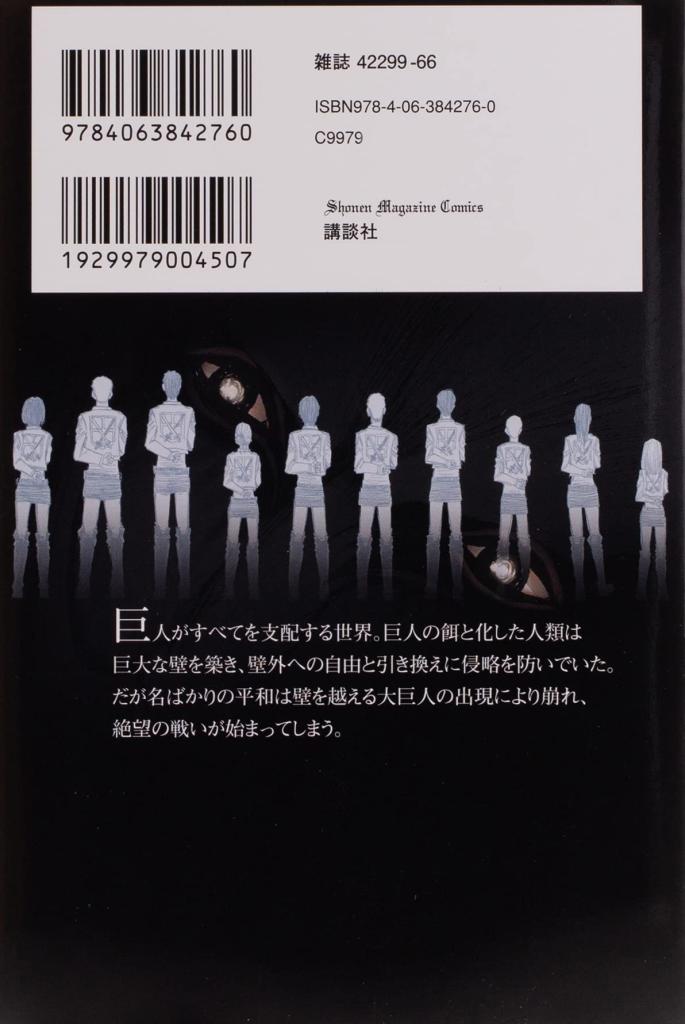 雑誌 42299-66
ISBN978-4-06-384276-0
C9979
9784063842760
Shonen Magazine Comics
講談社
1929979004507
巨人がすべてを支配する世界。巨人の餌と化した人類は
巨大な壁を築き、壁外への自由と引き換えに侵略を防いでいた。
だが名ばかりの平和は壁を越える大巨人の出現により崩れ、
絶望の戦いが始まってしまう。